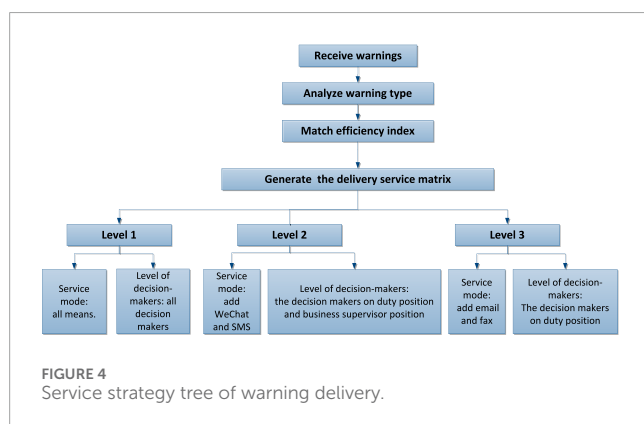 Receive warnings
Analyze warning type
Match efficiency index
Generate the delivery service matrix
Level 1
Level 2
Level 3
Service
mode:
all means.
Level of
decision-
makers: all
decision
makers
Service
mode:
add
WeChat
and SMS
Level of decision-makers:
the decision makers on duty position
and business supervisor position
Service
mode:
add email
and fax
Level of decision-
makers:
The decision makers
on duty position
FIGURE 4
Service strategy tree of warning delivery.